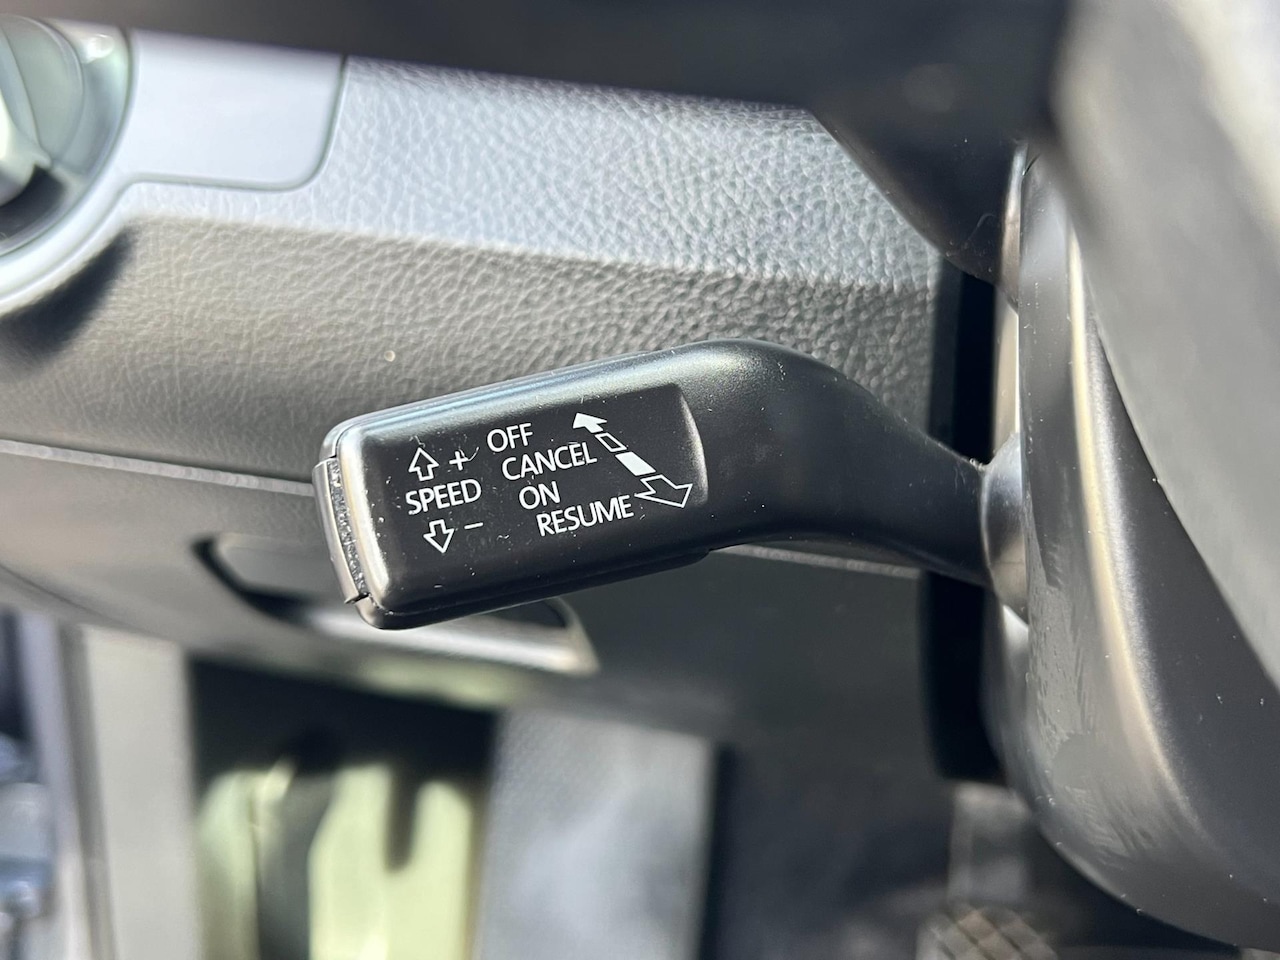 +
SPEED
−
OFF
CANCEL
ON
RESUME